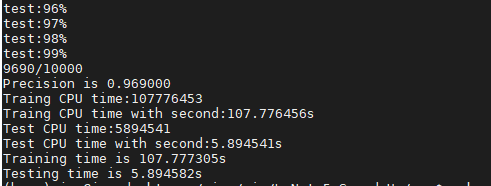 test:96%
test:97%
test:98%
test:99%
9690/10000
Precision is 0.969000
Traing CPU time:107776453
Traing CPU time with second:107.776456s
Test CPU time:5894541
Test CPU time with second:5.894541s
Training time is 107.777305s
Testing time is 5.894582s